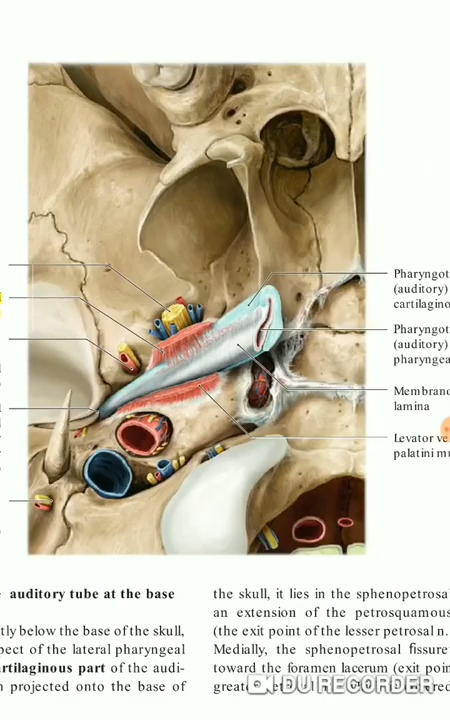 Pharyngot
(auditory)
cartilagino
Pharyngot
(auditory)
pharyngea
Membrano
lamina
Levator ve
palatini mu
auditory tube at the base
tly below the base of the skull,
pect of the lateral pharyngeal
artilaginous part of the audi-
n projected onto the base of
the skull, it lies in the sphenopetrosal
an extension of the petrosquamous
(the exit point of the lesser petrosal n.
Medially, the sphenopetrosal fissure
toward the foramen lacerum (exit poin
DU RECORDER